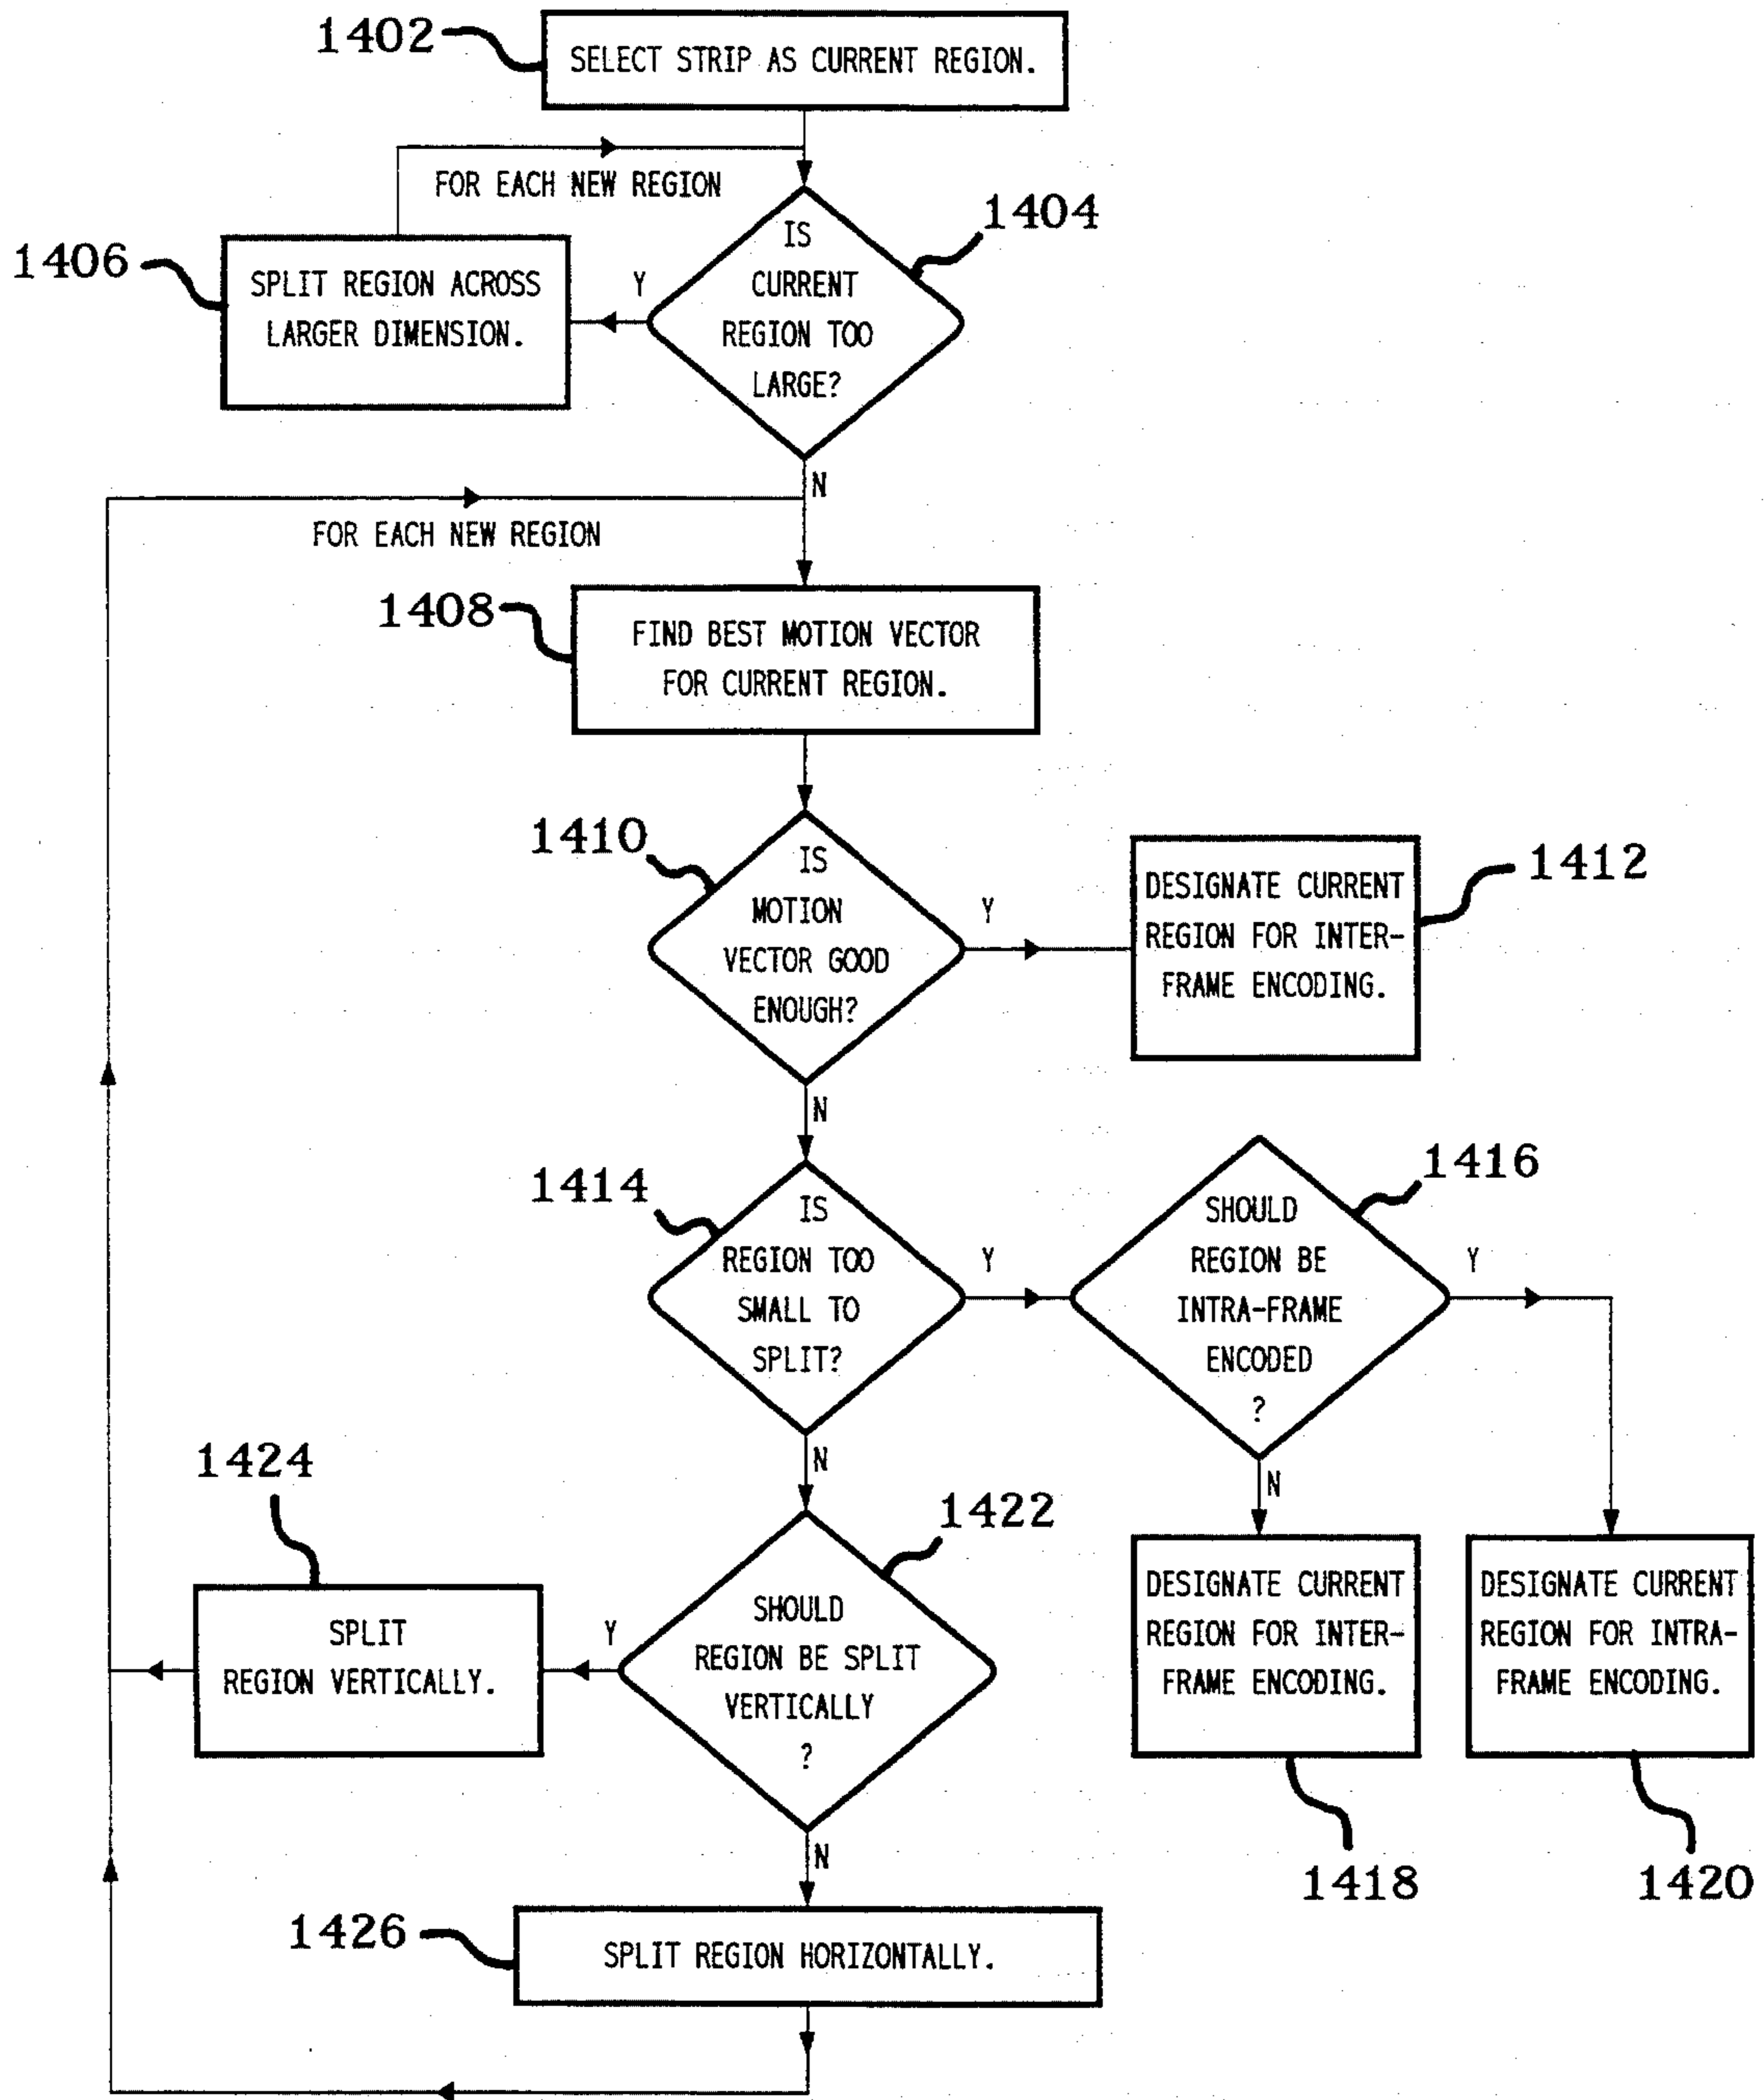 1402
SELECT STRIP AS CURRENT REGION.
FOR EACH NEW REGION
1404
IS
CURRENT
REGION TOO
LARGE?
1406
SPLIT REGION ACROSS
LARGER DIMENSION.
Y
N
FOR EACH NEW REGION
1408
FIND BEST MOTION VECTOR
FOR CURRENT REGION.
1410
IS
MOTION
VECTOR GOOD
ENOUGH?
Y
1412
DESIGNATE CURRENT
REGION FOR INTER-
FRAME ENCODING.
N
1414
IS
REGION TOO
SMALL TO
SPLIT?
Y
1416
SHOULD
REGION BE
INTRA-FRAME
ENCODED
?
Y
N
N
1424
SPLIT
REGION VERTICALLY.
Y
1422
SHOULD
REGION BE SPLIT
VERTICALLY
?
DESIGNATE CURRENT
REGION FOR INTER-
FRAME ENCODING.
DESIGNATE CURRENT
REGION FOR INTRA-
FRAME ENCODING.
1418
1420
N
1426
SPLIT REGION HORIZONTALLY.